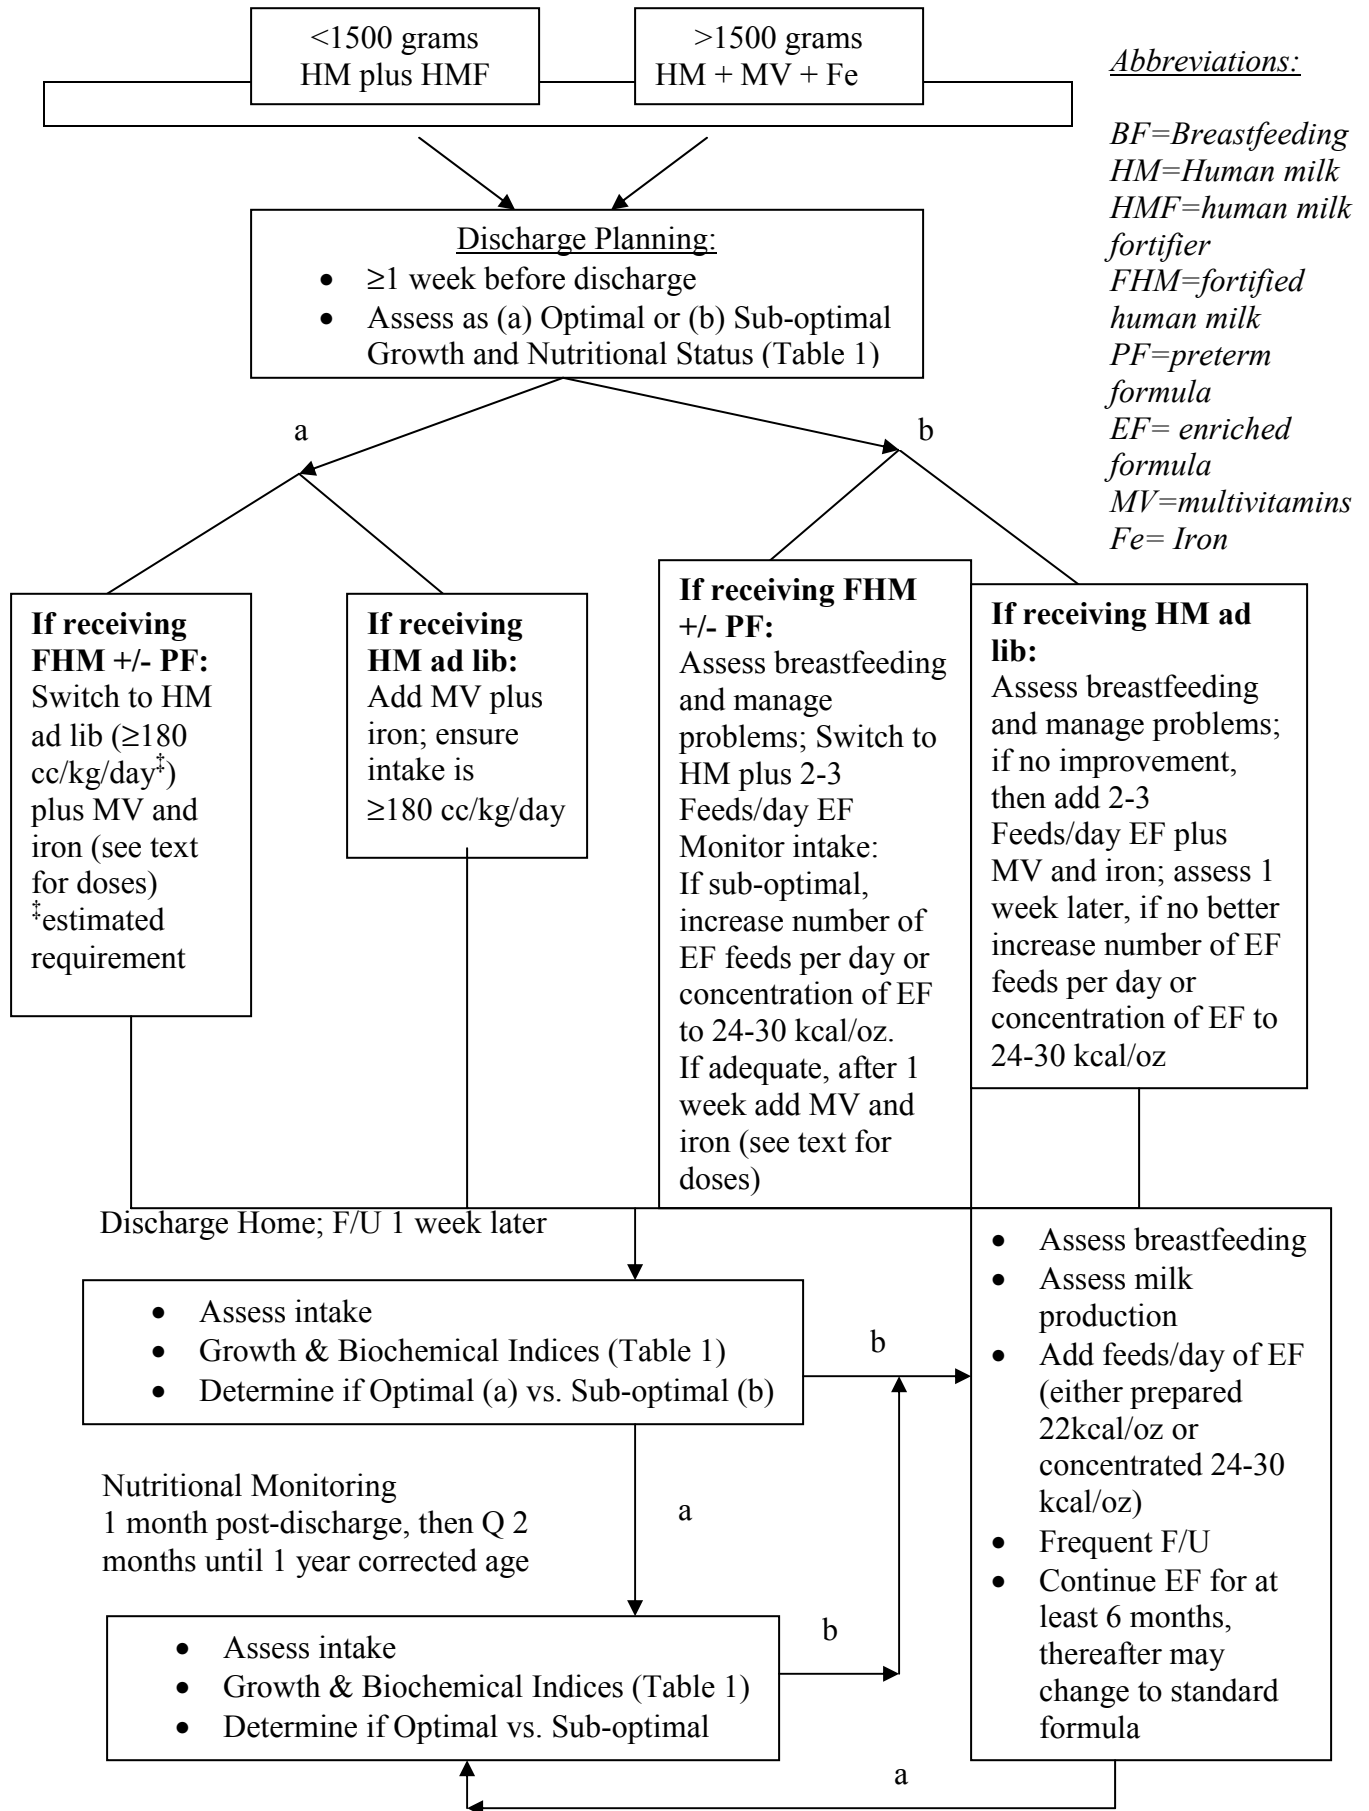 <1500 grams
HM plus HMF
>1500 grams
HM + MV + Fe
Abbreviations:
BF=Breastfeeding
HM=Human milk
HMF=human milk
fortifier
FHM=fortified
human milk
PF=preterm
formula
EF= enriched
formula
MV=multivitamins
Fe= Iron
Discharge Planning:
• ≥1 week before discharge
• Assess as (a) Optimal or (b) Sub-optimal
Growth and Nutritional Status (Table 1)
a
b
If receiving
FHM +/- PF:
Switch to HM
ad lib (≥180
cc/kg/day‡)
plus MV and
iron (see text
for doses)
‡estimated
requirement
If receiving
HM ad lib:
Add MV plus
iron; ensure
intake is
≥180 cc/kg/day
If receiving FHM
+/- PF:
Assess breastfeeding
and manage
problems; Switch to
HM plus 2-3
Feeds/day EF
Monitor intake:
If sub-optimal,
increase number of
EF feeds per day or
concentration of EF
to 24-30 kcal/oz.
If adequate, after 1
week add MV and
iron (see text for
doses)
If receiving HM ad
lib:
Assess breastfeeding
and manage problems;
if no improvement,
then add 2-3
Feeds/day EF plus
MV and iron; assess 1
week later, if no better
increase number of EF
feeds per day or
concentration of EF to
24-30 kcal/oz
Discharge Home; F/U 1 week later
• Assess intake
• Growth & Biochemical Indices (Table 1)
• Determine if Optimal (a) vs. Sub-optimal (b)
b
• Assess breastfeeding
• Assess milk
production
• Add feeds/day of EF
(either prepared
22kcal/oz or
concentrated 24-30
kcal/oz)
• Frequent F/U
• Continue EF for at
least 6 months,
thereafter may
change to standard
formula
Nutritional Monitoring
1 month post-discharge, then Q 2
months until 1 year corrected age
a
• Assess intake
• Growth & Biochemical Indices (Table 1)
• Determine if Optimal vs. Sub-optimal
b
a